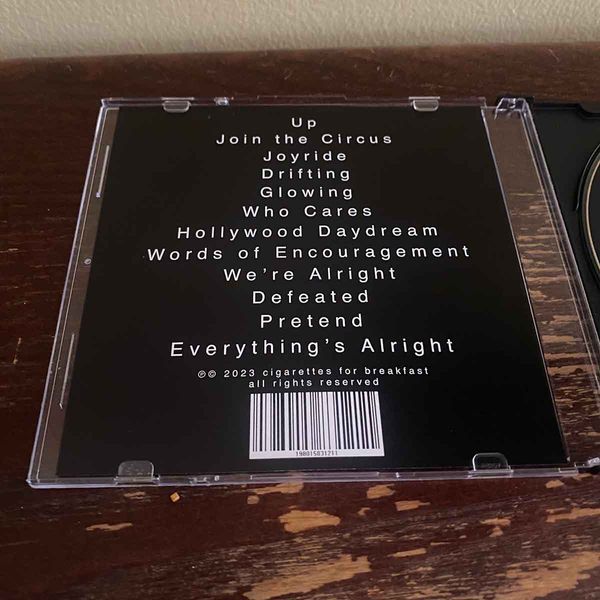 Up
Join the Circus
Joyride
Drifting
Glowing
Who Cares
Hollywood Daydream
Words of Encouragement
We're Alright
Defeated
Pretend
Everything's Alright
℗© 2023 cigarettes for breakfast
all rights reserved
198015831211